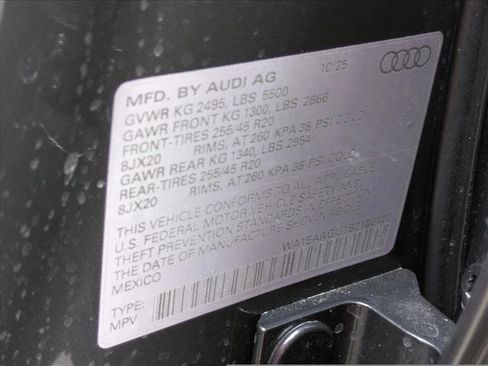 MFD. BY AUDI AG 10/25
GVWR KG 2495, LBS 5500
GAWR FRONT KG 1300, LBS 2866
FRONT-TIRES 255/45 R20
8JX20 RIMS, AT 260 KPA 38 PSI COLD
GAWR REAR KG 1340, LBS 2954
REAR-TIRES 255/45 R20
8JX20 RIMS, AT 260 KPA 38 PSI COLD
THIS VEHICLE CONFORMS TO ALL APPLICABLE
U.S. FEDERAL MOTOR VEHICLE SAFETY AND
THEFT PREVENTION STANDARDS IN EFFECT ON
THE DATE OF MANUFACTURE SHOWN ABOVE.
MEXICO
TYPE:
MPV